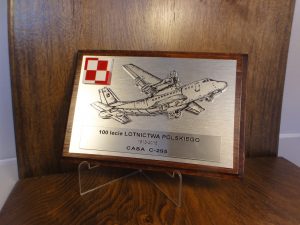 100 lecie LOTNICTWA POLSKIEGO
CASA C-295